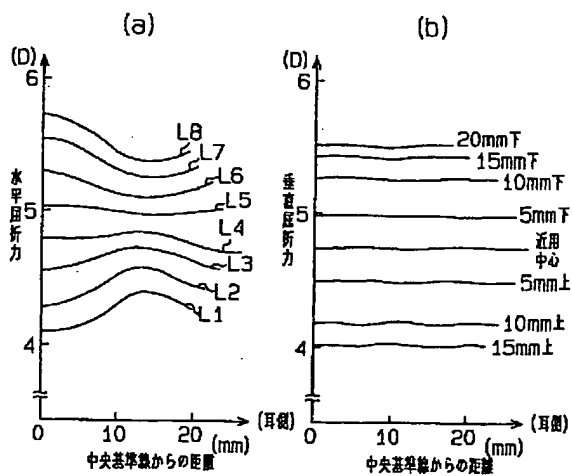 (a)
(D)
6
5
4
水平屈折力
L8
L7
L6
L5
L4
L3
L2
L1
0
10
20
(mm)
(耳側)
中央基準線からの距離
(b)
(D)
6
5
4
垂直屈折力
20mm下
15mm下
10mm下
5mm下
近用
中心
5mm上
10mm上
15mm上
0
10
20
(mm)
(耳側)
中央基準線からの距離